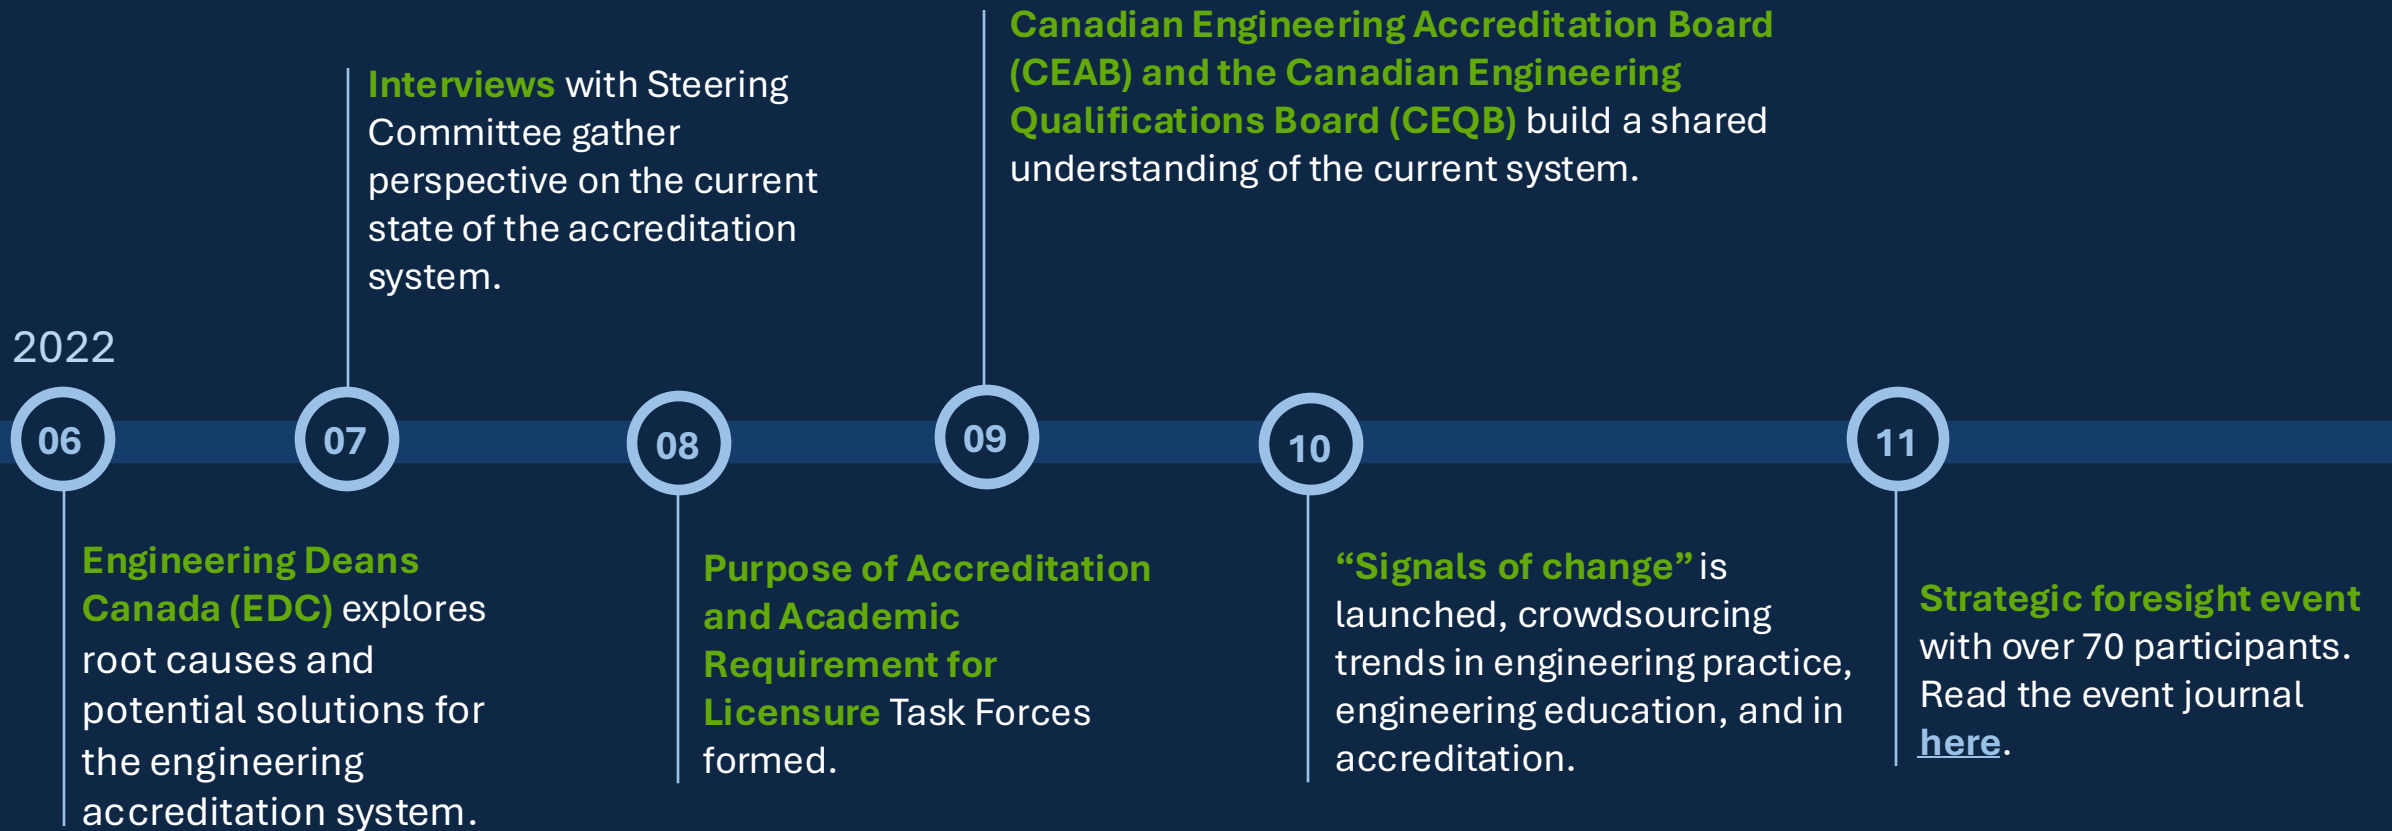 Canadian Engineering Accreditation Board
(CEAB) and the Canadian Engineering
Qualifications Board (CEQB) build a shared
understanding of the current system.
Interviews with Steering
Committee gather
perspective on the current
state of the accreditation
system.
2022
06
07
08
09
10
11
Engineering Deans
Canada (EDC) explores
root causes and
potential solutions for
the engineering
accreditation system.
Purpose of Accreditation
and Academic
Requirement for
Licensure Task Forces
formed.
“Signals of change” is
launched, crowdsourcing
trends in engineering practice,
engineering education, and in
accreditation.
Strategic foresight event
with over 70 participants.
Read the event journal
here.